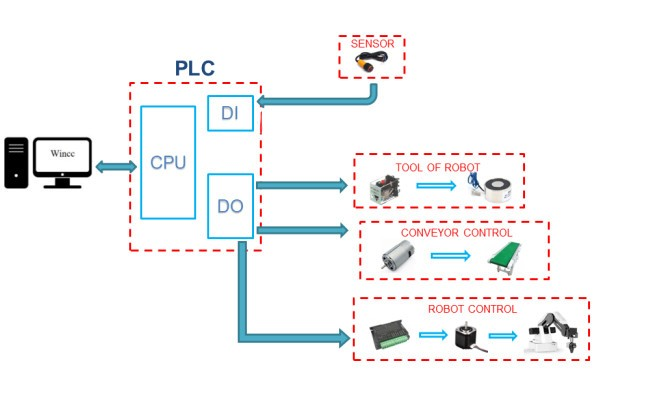 SENSOR
PLC
DI
Wincc
CPU
TOOL OF ROBOT
DO
CONVEYOR CONTROL
ROBOT CONTROL